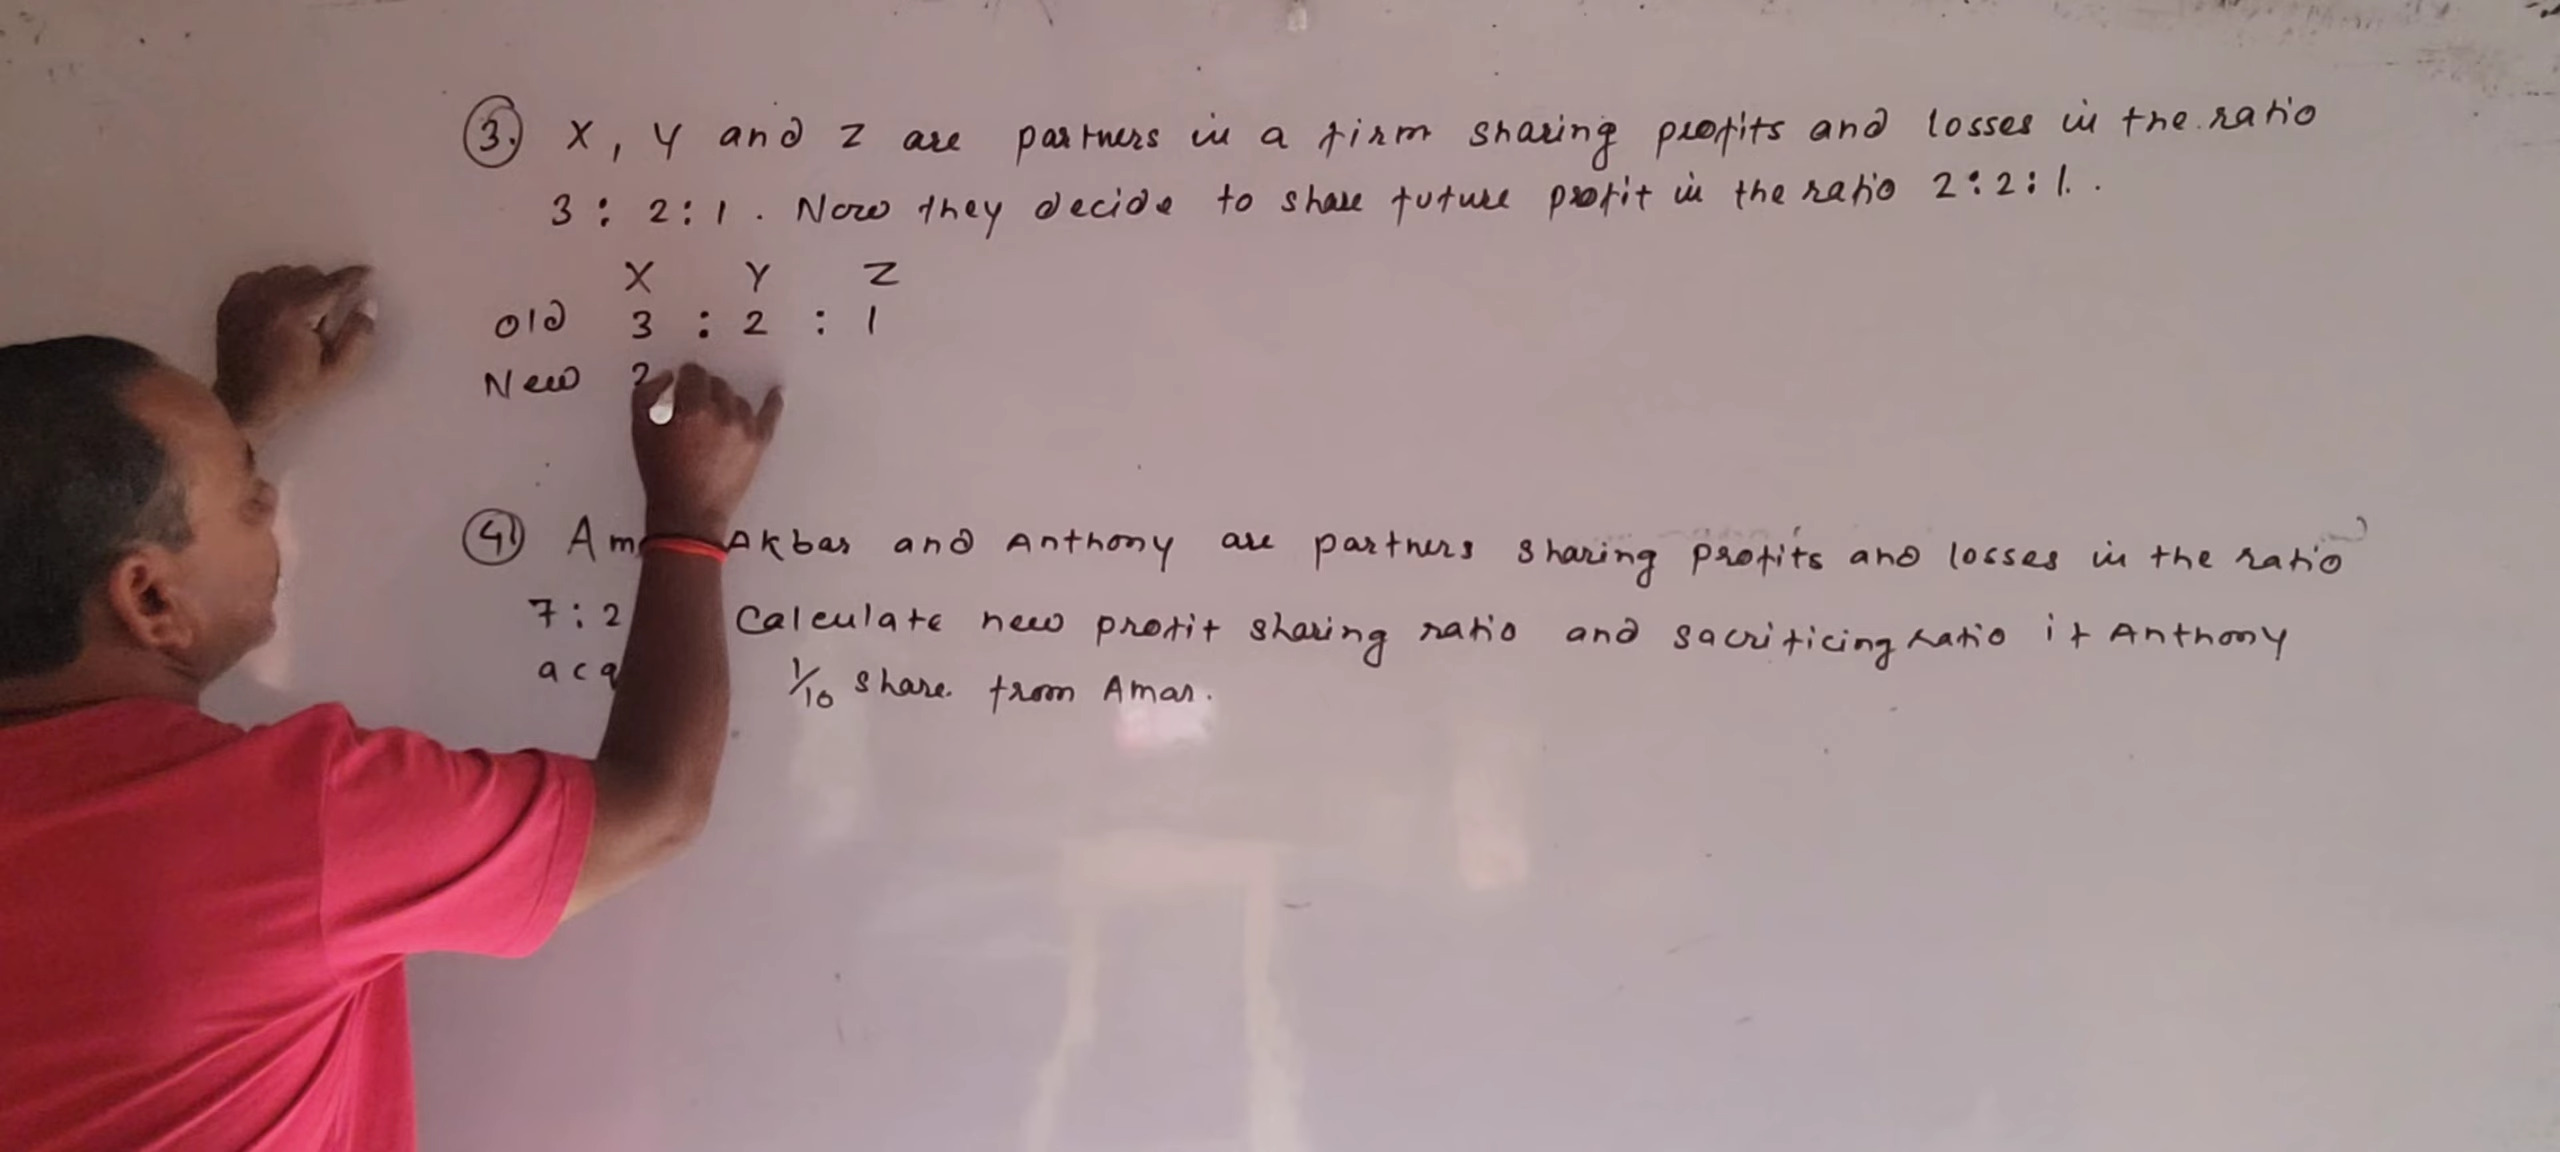 3. X, Y and Z are partners in a firm sharing profits and losses in the ratio
3 : 2 : 1 . Now they decide to share future profit in the ratio 2 : 2 : 1 .
X Y Z
Old 3 : 2 : 1
New 2
4) Akbar and Anthony are partners sharing profits and losses in the ratio
7 : 2 Calculate new profit sharing ratio and sacrificing ratio if Anthony
1/10 share from Amar.